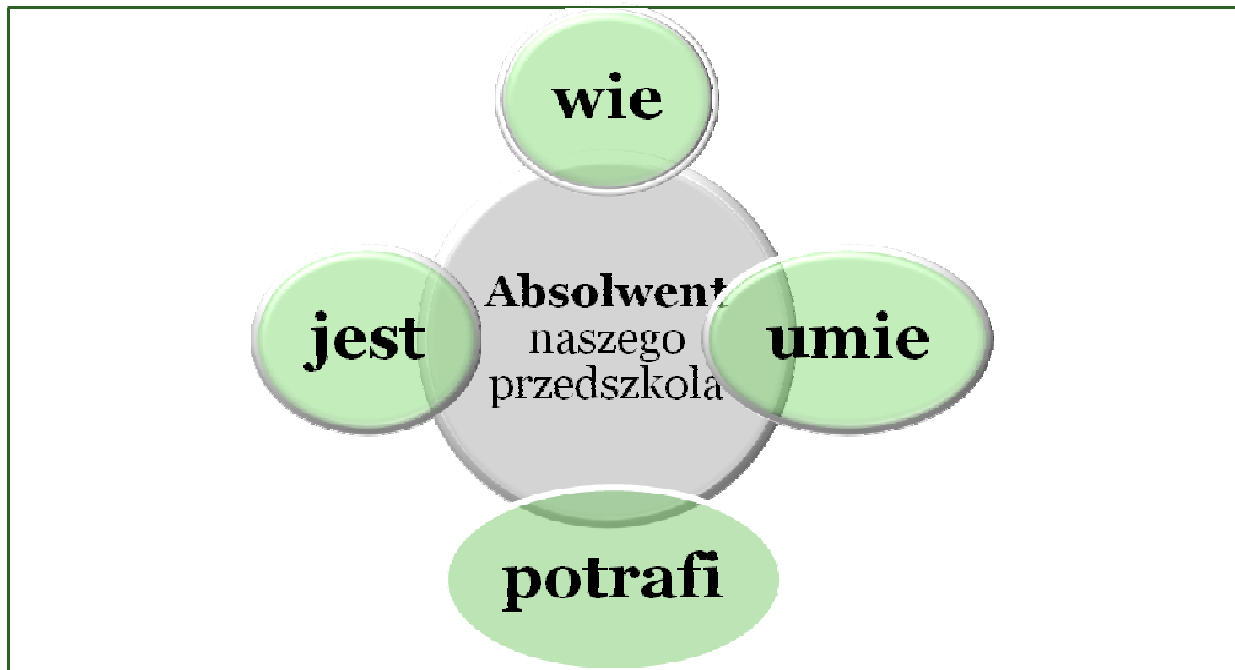 wie
Absolwent
naszego
przedszkola
jest
umie
potrafi